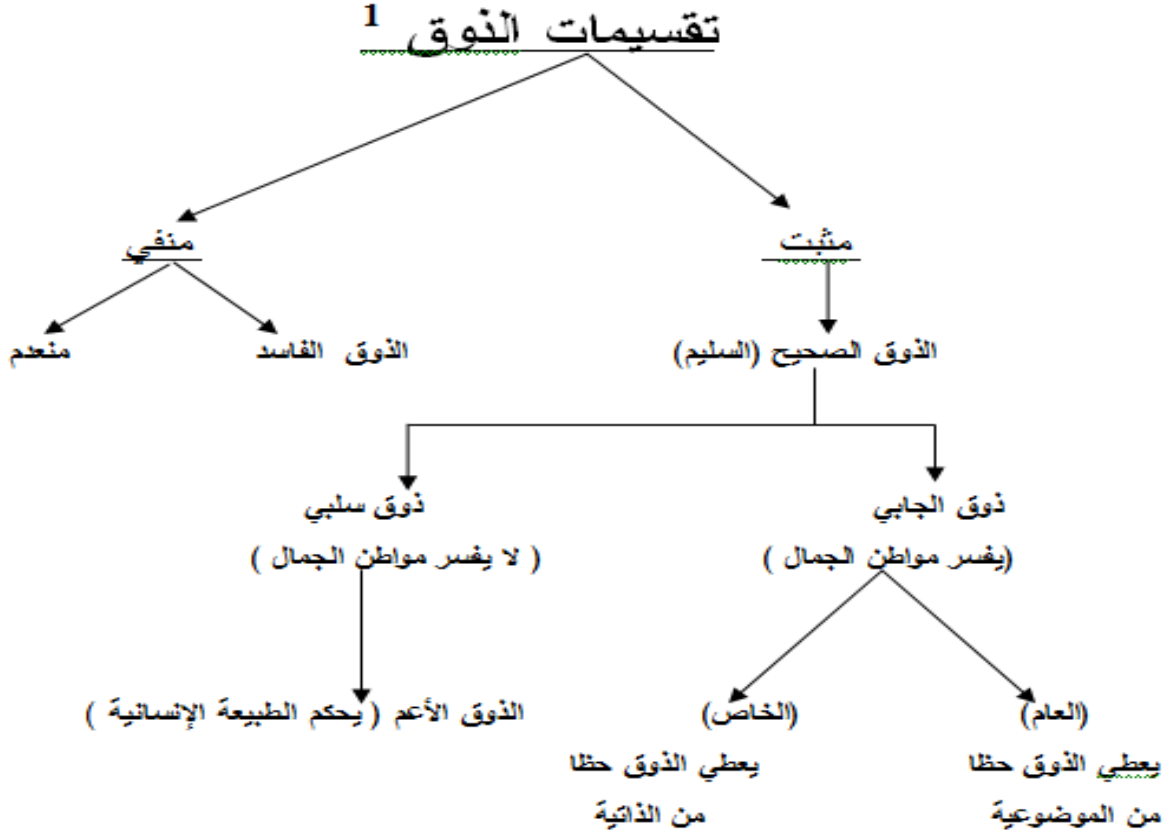 تقسيمات الذوق 1
مثبت
منفي
الذوق الصحيح (السليم)
الذوق الفاسد
منعدم
ذوق الجابي
ذوق سلبي
(يفسر مواطن الجمال )
( لا يفسر مواطن الجمال )
(العام)
(الخاص)
الذوق الأعم ( يحكم الطبيعة الإنسانية )
يعطي الذوق حظا
من الموضوعية
يعطي الذوق حظا
من الذاتية